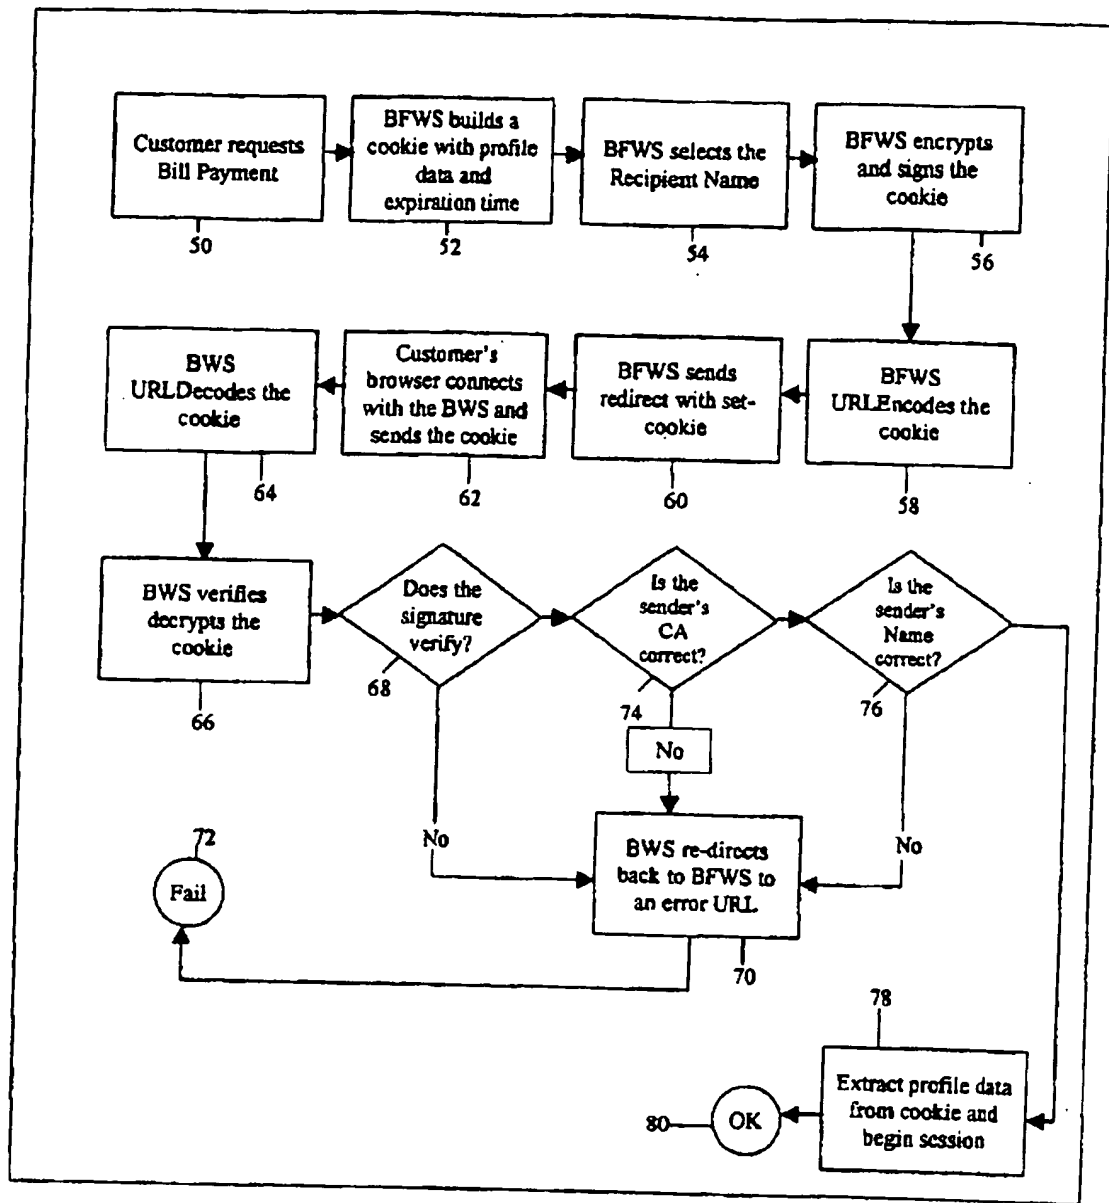 Customer requests
Bill Payment
50
BFWS builds a
cookie with profile
data and
expiration time
52
BFWS selects the
Recipient Name
54
BFWS encrypts
and signs the
cookie
56
BWS
URLDecodes the
cookie
64
Customer's
browser connects
with the BWS and
sends the cookie
62
BFWS sends
redirect with set-
cookie
60
BFWS
URLEncodes the
cookie
58
BWS verifies
decrypts the
cookie
66
Does the
signature
verify?
68
Is the
sender's
CA
correct?
74
Is the
sender's
Name
correct?
76
No
No
No
72
Fail
BWS re-directs
back to BFWS to
an error URL
70
78
Extract profile data
from cookie and
begin session
80
OK